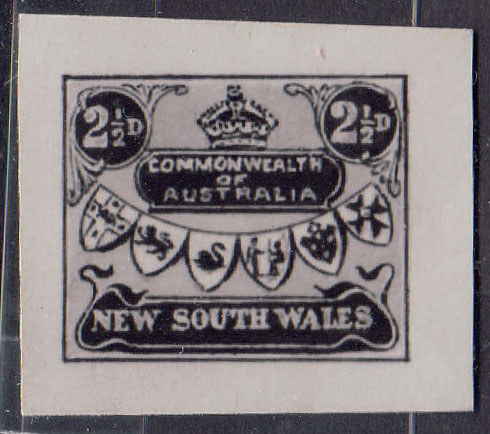 2½D 2½D
COMMONWEALTH
OF
AUSTRALIA
NEW SOUTH WALES